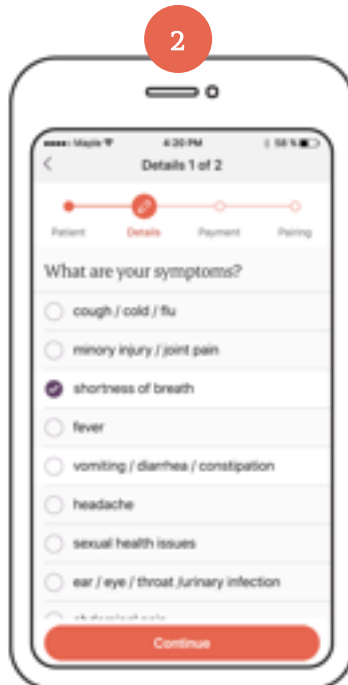 2
Maple 4:20 PM 58 %
Details 1 of 2
Patient Details Payment Pairing
What are your symptoms?
cough / cold / flu
minory injury / joint pain
shortness of breath
fever
vomiting / diarrhea / constipation
headache
sexual health issues
ear / eye / throat /urinary infection
Continue